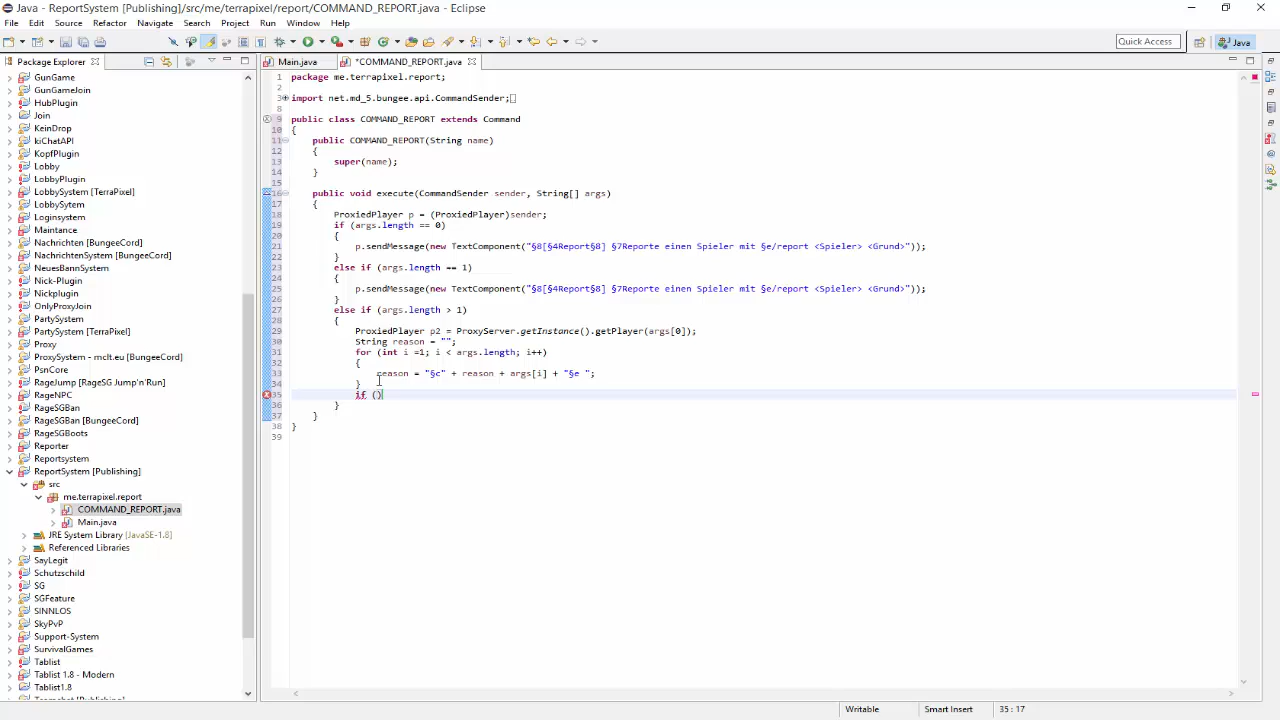 Java - ReportSystem [Publishing]/src/me/terrapixel/report/COMMAND_REPORT.java - Eclipse
File Edit Source Refactor Navigate Search Project Run Window Help
Quick Access Java
Package Explorer
GunGame
GunGameJoin
HubPlugin
Join
KeinDrop
kiChatAPI
KopfPlugin
Lobby
LobbyPlugin
LobbySystem [TerraPixel]
LobbySytem
Loginsystem
Maintance
Nachrichten [BungeeCord]
NachrichtenSystem [BungeeCord]
NeuesBannSystem
Nick-Plugin
Nickplugin
OnlyProxyJoin
PartySystem
PartySystem [TerraPixel]
Proxy
ProxySystem - mclt.eu [BungeeCord]
PsnCore
RageJump [RageSG Jump'n'Run]
RageNPC
RageSGBan
RageSGBan [BungeeCord]
RageSGBoots
Reporter
Reportsystem
ReportSystem [Publishing]
src
me.terrapixel.report
COMMAND_REPORT.java
Main.java
JRE System Library [JavaSE-1.8]
Referenced Libraries
SayLegit
Schutzschild
SG
SGFeature
SINNLOS
SkyPvP
Support-System
SurvivalGames
Tablist
Tablist 1.8 - Modern
Tablist1.8
Main.java *COMMAND_REPORT.java
1 package me.terrapixel.report;
2
3 import net.md_5.bungee.api.CommandSender;
8
9 public class COMMAND_REPORT extends Command
10 {
11 public COMMAND_REPORT(String name)
12 {
13 super(name);
14 }
15
16 public void execute(CommandSender sender, String[] args)
17 {
18 ProxiedPlayer p = (ProxiedPlayer)sender;
19 if (args.length == 0)
20 {
21 p.sendMessage(new TextComponent("§8[§4Report§8] §7Reporte einen Spieler mit §e/report <Spieler> <Grund>"));
22 }
23 else if (args.length == 1)
24 {
25 p.sendMessage(new TextComponent("§8[§4Report§8] §7Reporte einen Spieler mit §e/report <Spieler> <Grund>"));
26 }
27 else if (args.length > 1)
28 {
29 ProxiedPlayer p2 = ProxyServer.getInstance().getPlayer(args[0]);
30 String reason = "";
31 for (int i =1; i < args.length; i++)
32 {
33 reason = "§c" + reason + args[i] + "§e ";
34 }
35 if ()
36 }
37 }
38 }
39
Writable Smart Insert 35 : 17